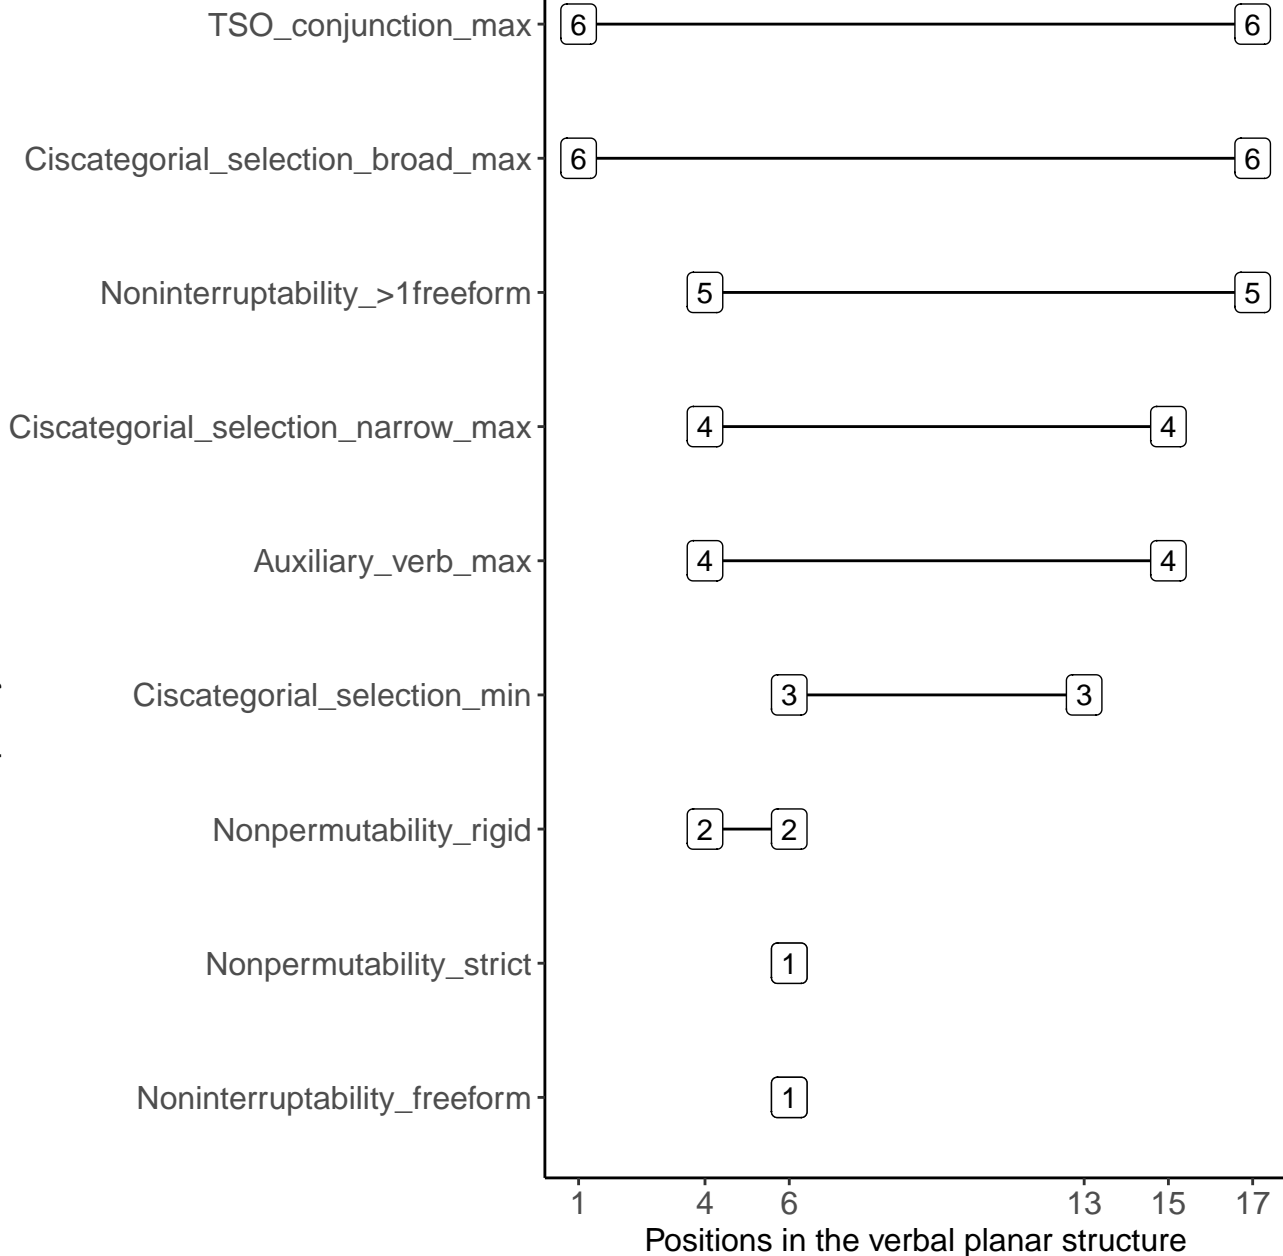 TSO_conjunction_max 6 6
Ciscategorial_selection_broad_max 6 6
Noninterruptability_>1freeform 5 5
Ciscategorial_selection_narrow_max 4 4
Auxiliary_verb_max 4 4
Ciscategorial_selection_min 3 3
Nonpermutability_rigid 2 2
Nonpermutability_strict 1
Noninterruptability_freeform 1
1 4 6 13 15 17
Positions in the verbal planar structure